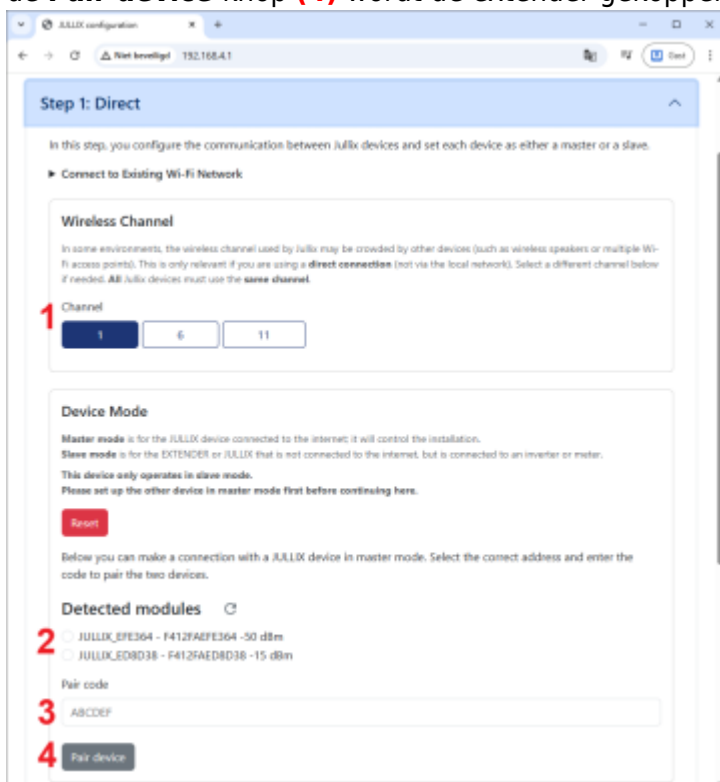 de Pair device knop (4) wordt de extender gekoppel
JULLIX configuration
Niet beveiligd 192.168.4.1
Gast
Step 1: Direct
In this step, you configure the communication between Jullix devices and set each device as either a master or a slave.
Connect to Existing Wi-Fi Network
Wireless Channel
In some environments, the wireless channel used by Jullix may be crowded by other devices (such as wireless speakers or multiple Wi-
Fi access points). This is only relevant if you are using a direct connection (not via the local network). Select a different channel below
if needed. All Jullix devices must use the same channel.
Channel
1
1 6 11
Device Mode
Master mode is for the JULLIX device connected to the internet; it will control the installation.
Slave mode is for the EXTENDER or JULLIX that is not connected to the internet, but is connected to an inverter or meter.
This device only operates in slave mode.
Please set up the other device in master mode first before continuing here.
Reset
Below you can make a connection with a JULLIX device in master mode. Select the correct address and enter the
code to pair the two devices.
Detected modules
2
JULLIX_EFE364 - F412FAEFE364 -50 dBm
JULLIX_ED8D38 - F412FAED8D38 -15 dBm
Pair code
3 ABCDEF
4 Pair device